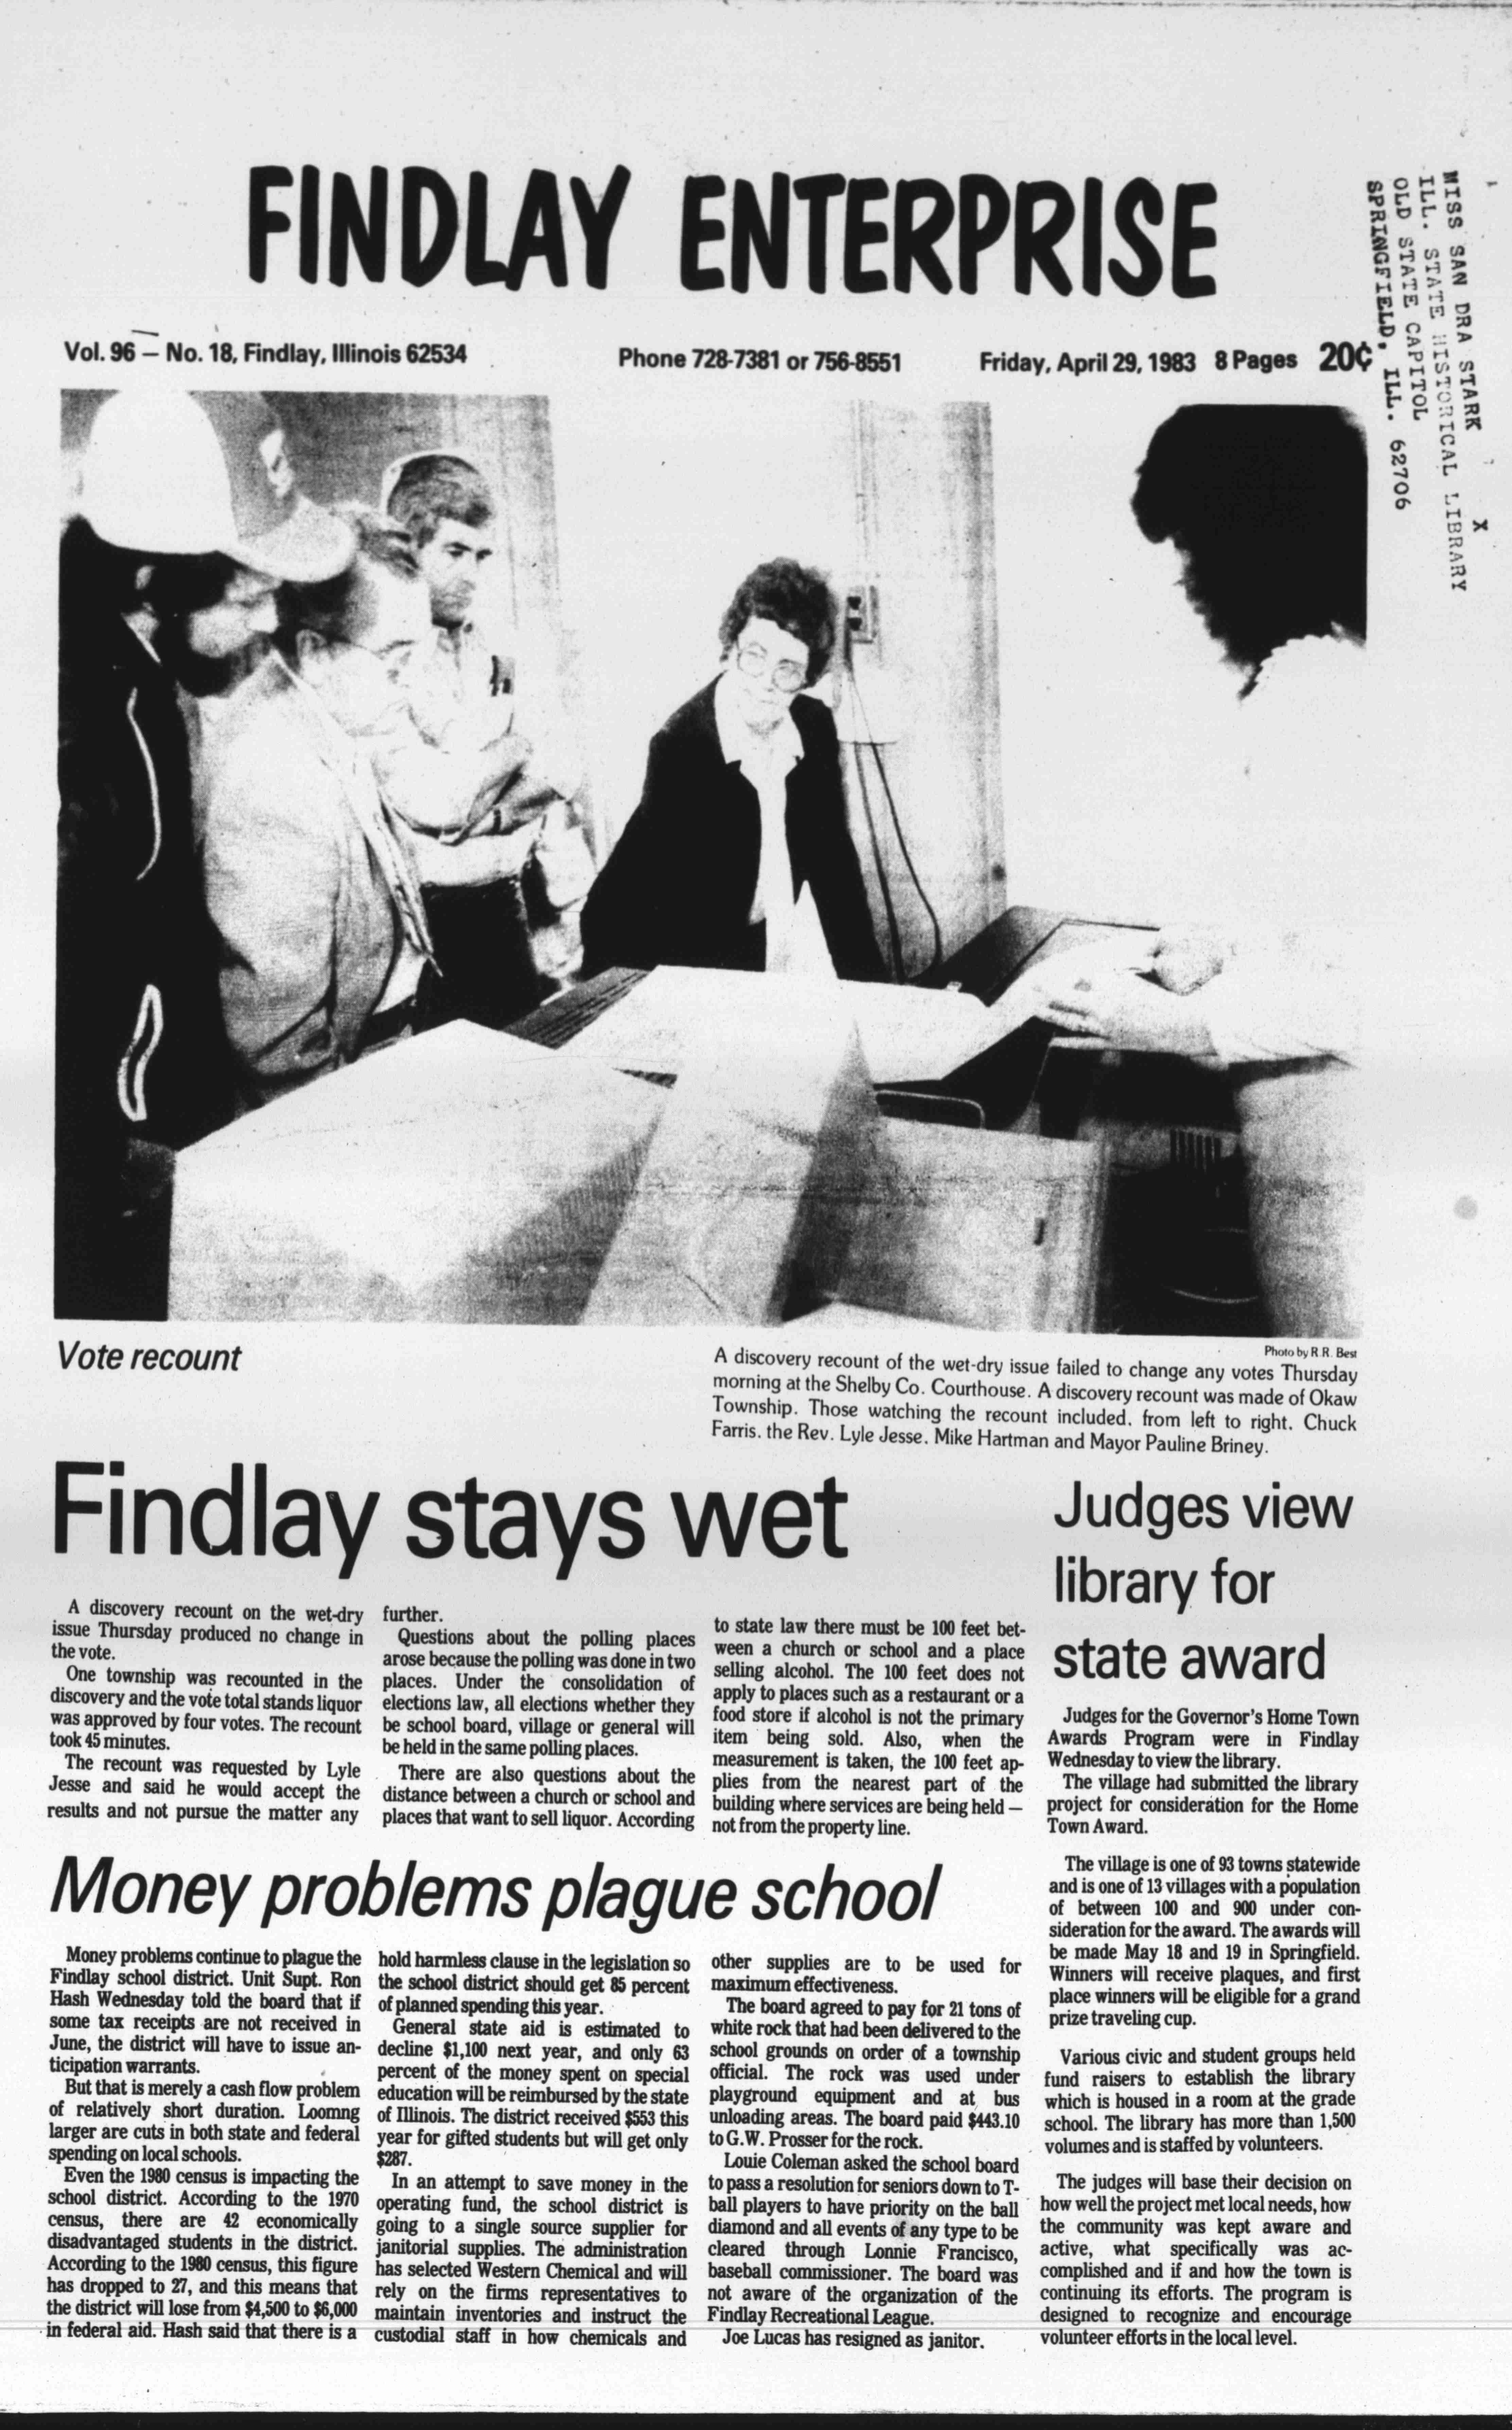 FINDLAY ENTERPRISE
MISS SAN DRA STARK X
ILL. STATE HISTORICAL LIBRARY
OLD STATE CAPITOL
SPRINGFIELD, ILL. 62706
Vol. 96 — No. 18, Findlay, Illinois 62534
Phone 728-7381 or 756-8551
Friday, April 29, 1983 8 Pages 20¢
Vote recount
Photo by R.R. Best
A discovery recount of the wet-dry issue failed to change any votes Thursday
morning at the Shelby Co. Courthouse. A discovery recount was made of Okaw
Township. Those watching the recount included, from left to right, Chuck
Farris, the Rev. Lyle Jesse, Mike Hartman and Mayor Pauline Briney.
Findlay stays wet
A discovery recount on the wet-dry
issue Thursday produced no change in
the vote.
One township was recounted in the
discovery and the vote total stands liquor
was approved by four votes. The recount
took 45 minutes.
The recount was requested by Lyle
Jesse and said he would accept the
results and not pursue the matter any
further.
Questions about the polling places
arose because the polling was done in two
places. Under the consolidation of
elections law, all elections whether they
be school board, village or general will
be held in the same polling places.
There are also questions about the
distance between a church or school and
places that want to sell liquor. According
to state law there must be 100 feet bet-
ween a church or school and a place
selling alcohol. The 100 feet does not
apply to places such as a restaurant or a
food store if alcohol is not the primary
item being sold. Also, when the
measurement is taken, the 100 feet ap-
plies from the nearest part of the
building where services are being held —
not from the property line.
Judges view
library for
state award
Judges for the Governor's Home Town
Awards Program were in Findlay
Wednesday to view the library.
The village had submitted the library
project for consideration for the Home
Town Award.
The village is one of 93 towns statewide
and is one of 13 villages with a population
of between 100 and 900 under con-
sideration for the award. The awards will
be made May 18 and 19 in Springfield.
Winners will receive plaques, and first
place winners will be eligible for a grand
prize traveling cup.
Various civic and student groups held
fund raisers to establish the library
which is housed in a room at the grade
school. The library has more than 1,500
volumes and is staffed by volunteers.
The judges will base their decision on
how well the project met local needs, how
the community was kept aware and
active, what specifically was ac-
complished and if and how the town is
continuing its efforts. The program is
designed to recognize and encourage
volunteer efforts in the local level.
Money problems plague school
Money problems continue to plague the
Findlay school district. Unit Supt. Ron
Hash Wednesday told the board that if
some tax receipts are not received in
June, the district will have to issue an-
ticipation warrants.
But that is merely a cash flow problem
of relatively short duration. Loomng
larger are cuts in both state and federal
spending on local schools.
Even the 1980 census is impacting the
school district. According to the 1970
census, there are 42 economically
disadvantaged students in the district.
According to the 1980 census, this figure
has dropped to 27, and this means that
the district will lose from $4,500 to $6,000
in federal aid. Hash said that there is a
hold harmless clause in the legislation so
the school district should get 85 percent
of planned spending this year.
General state aid is estimated to
decline $1,100 next year, and only 63
percent of the money spent on special
education will be reimbursed by the state
of Illinois. The district received $553 this
year for gifted students but will get only
$287.
In an attempt to save money in the
operating fund, the school district is
going to a single source supplier for
janitorial supplies. The administration
has selected Western Chemical and will
rely on the firms representatives to
maintain inventories and instruct the
custodial staff in how chemicals and
other supplies are to be used for
maximum effectiveness.
The board agreed to pay for 21 tons of
white rock that had been delivered to the
school grounds on order of a township
official. The rock was used under
playground equipment and at bus
unloading areas. The board paid $443.10
to G.W. Prosser for the rock.
Louie Coleman asked the school board
to pass a resolution for seniors down to T-
ball players to have priority on the ball
diamond and all events of any type to be
cleared through Lonnie Francisco,
baseball commissioner. The board was
not aware of the organization of the
Findlay Recreational League.
Joe Lucas has resigned as janitor.